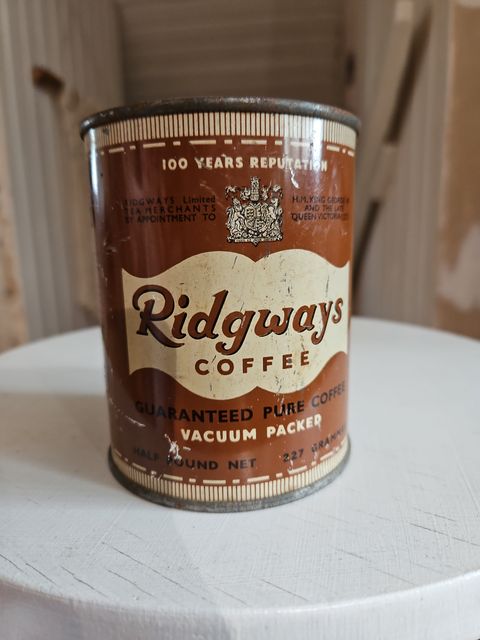 100 YEARS REPUTATION
RIDGWAYS Limited
TEA MERCHANTS
BY APPOINTMENT TO
H.M. KING GEORGE
AND THE LATE
QUEEN VICTORIA
Ridgways
COFFEE
GUARANTEED PURE COFFEE
VACUUM PACKED
HALF POUND NET 227 GRAMMES